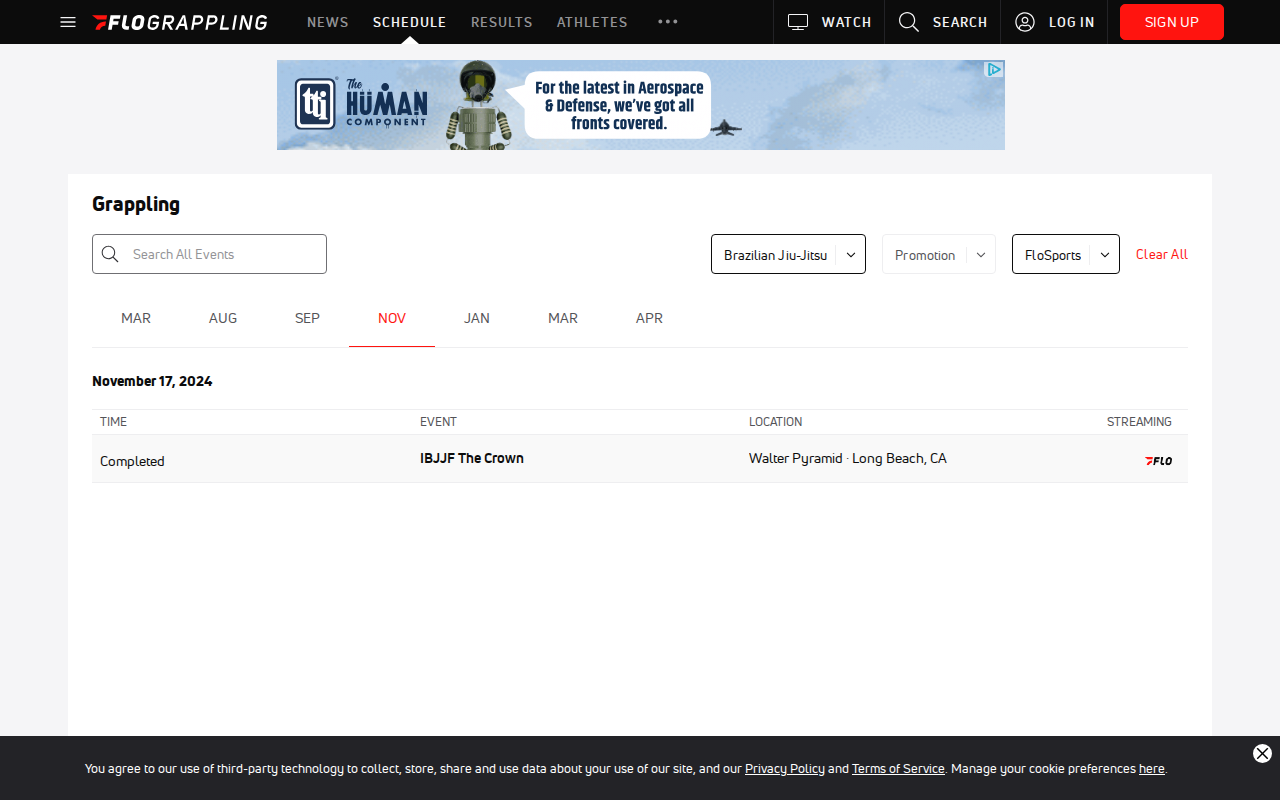 FLOGRAPPLING NEWS SCHEDULE RESULTS ATHLETES WATCH SEARCH LOG IN SIGN UP
tti The HUMAN COMPONENT
For the latest in Aerospace
& Defense, we've got all
fronts covered.
Grappling
Search All Events Brazilian Jiu-Jitsu Promotion FloSports Clear All
MAR AUG SEP NOV JAN MAR APR
November 17, 2024
TIME EVENT LOCATION STREAMING
Completed IBJJF The Crown Walter Pyramid · Long Beach, CA FLO
You agree to our use of third-party technology to collect, store, share and use data about your use of our site, and our Privacy Policy and Terms of Service. Manage your cookie preferences here.